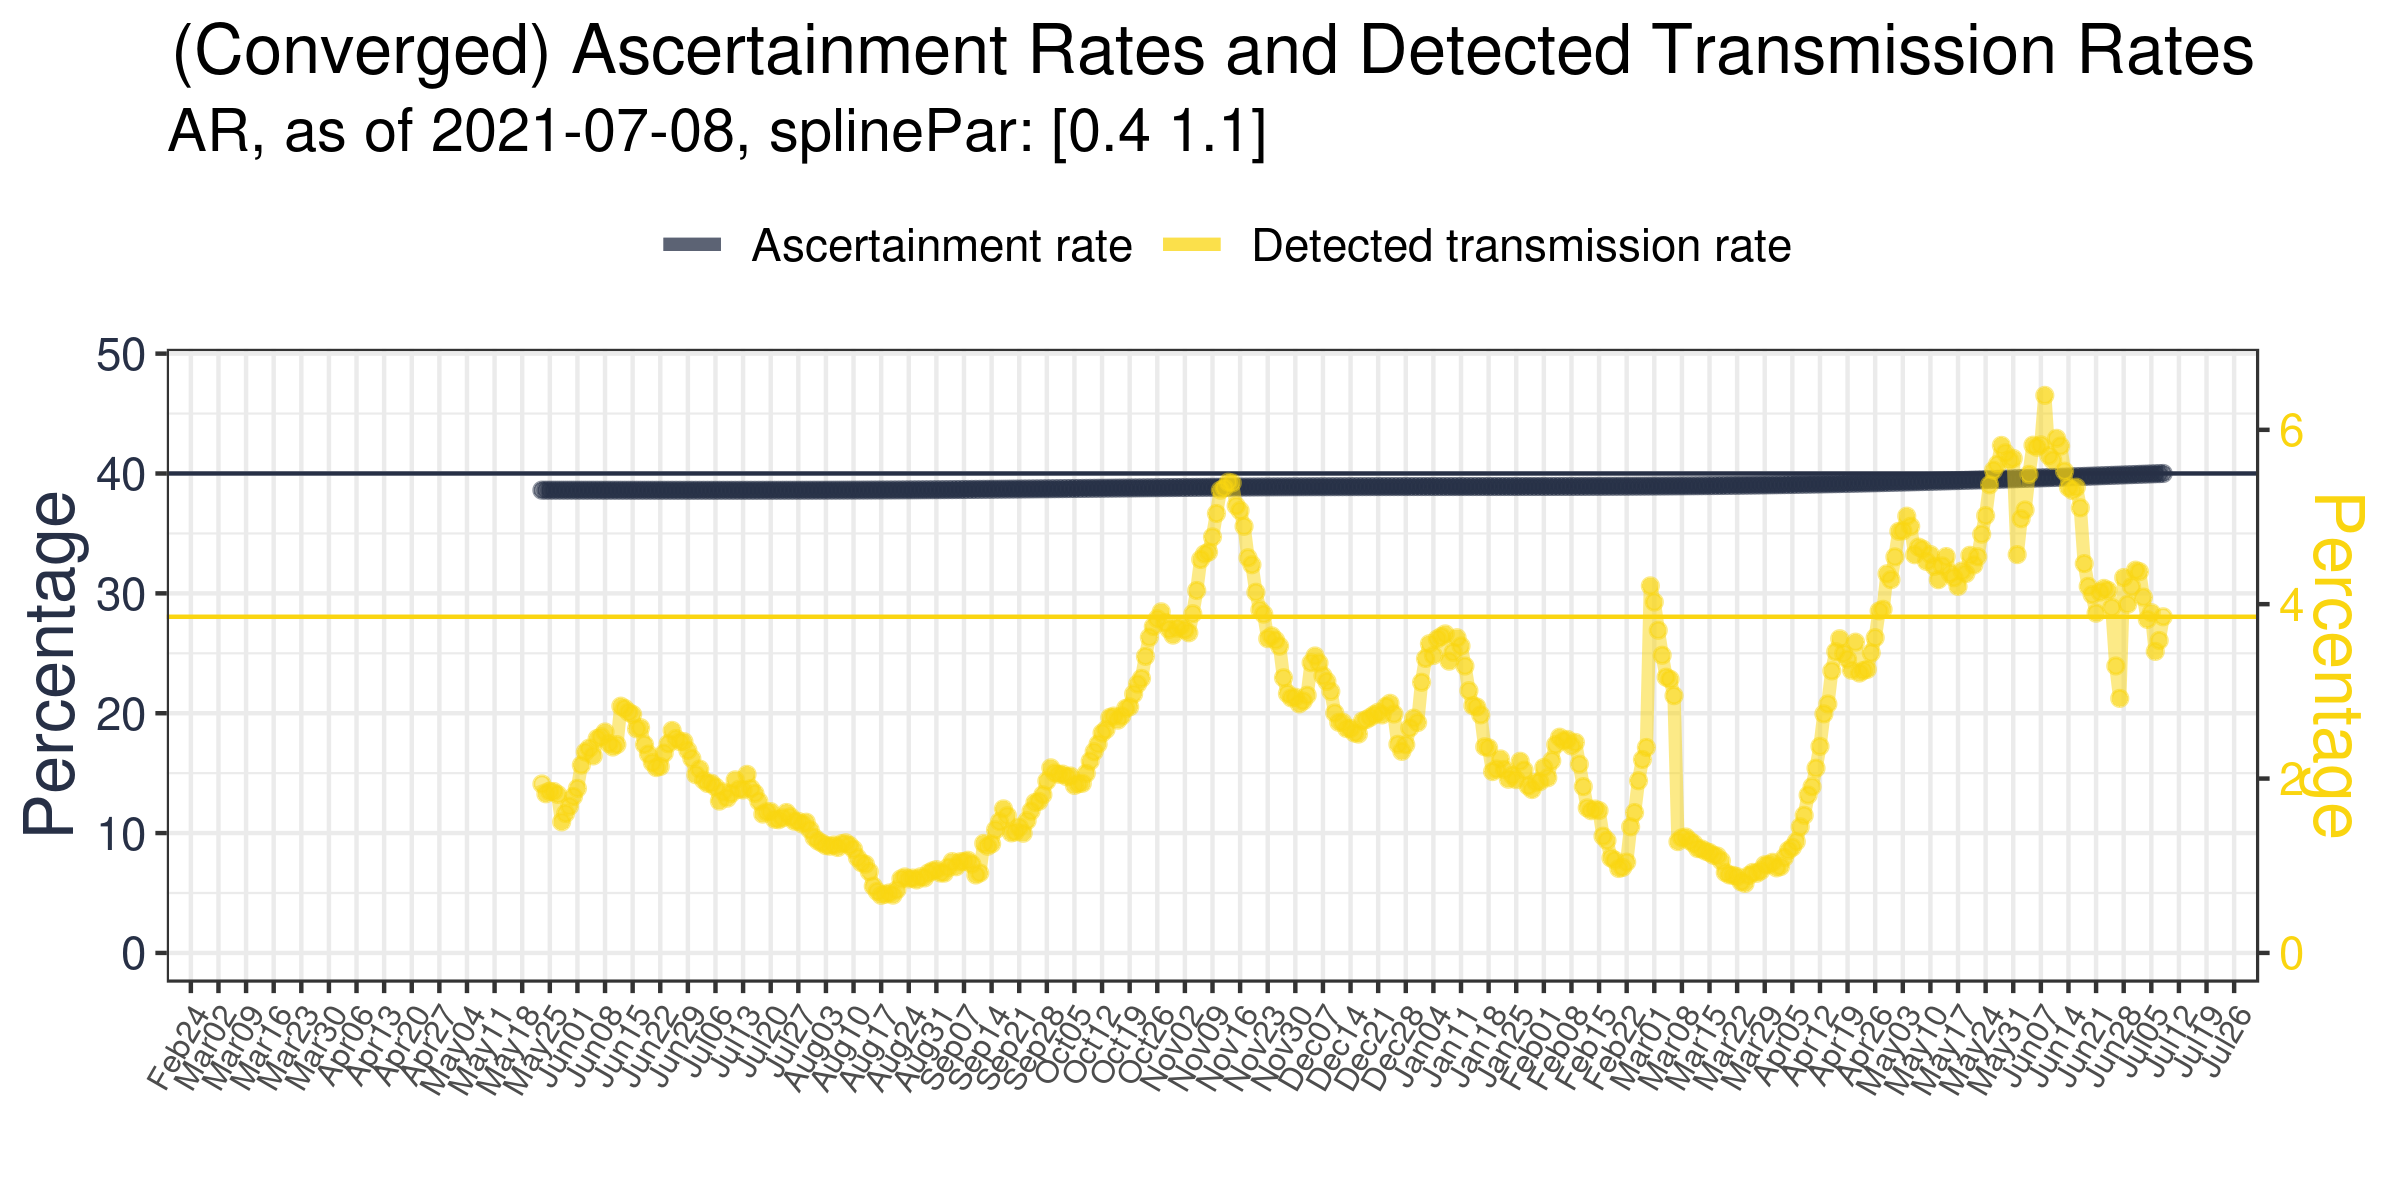 (Converged) Ascertainment Rates and Detected Transmission Rates
AR, as of 2021-07-08, splinePar: [0.4 1.1]
Ascertainment rate Detected transmission rate
Percentage
50
40
30
20
10
0
6
4
2
0
Percentage
Feb24
Mar02
Mar09
Mar16
Mar23
Mar30
Apr06
Apr13
Apr20
Apr27
May04
May11
May18
May25
Jun01
Jun08
Jun15
Jun22
Jun29
Jul06
Jul13
Jul20
Jul27
Aug03
Aug10
Aug17
Aug24
Aug31
Sep07
Sep14
Sep21
Sep28
Oct05
Oct12
Oct19
Oct26
Nov02
Nov09
Nov16
Nov23
Nov30
Dec07
Dec14
Dec21
Dec28
Jan04
Jan11
Jan18
Jan25
Feb01
Feb08
Feb15
Feb22
Mar01
Mar08
Mar15
Mar22
Mar29
Apr05
Apr12
Apr19
Apr26
May03
May10
May17
May24
May31
Jun07
Jun14
Jun21
Jun28
Jul05
Jul12
Jul19
Jul26